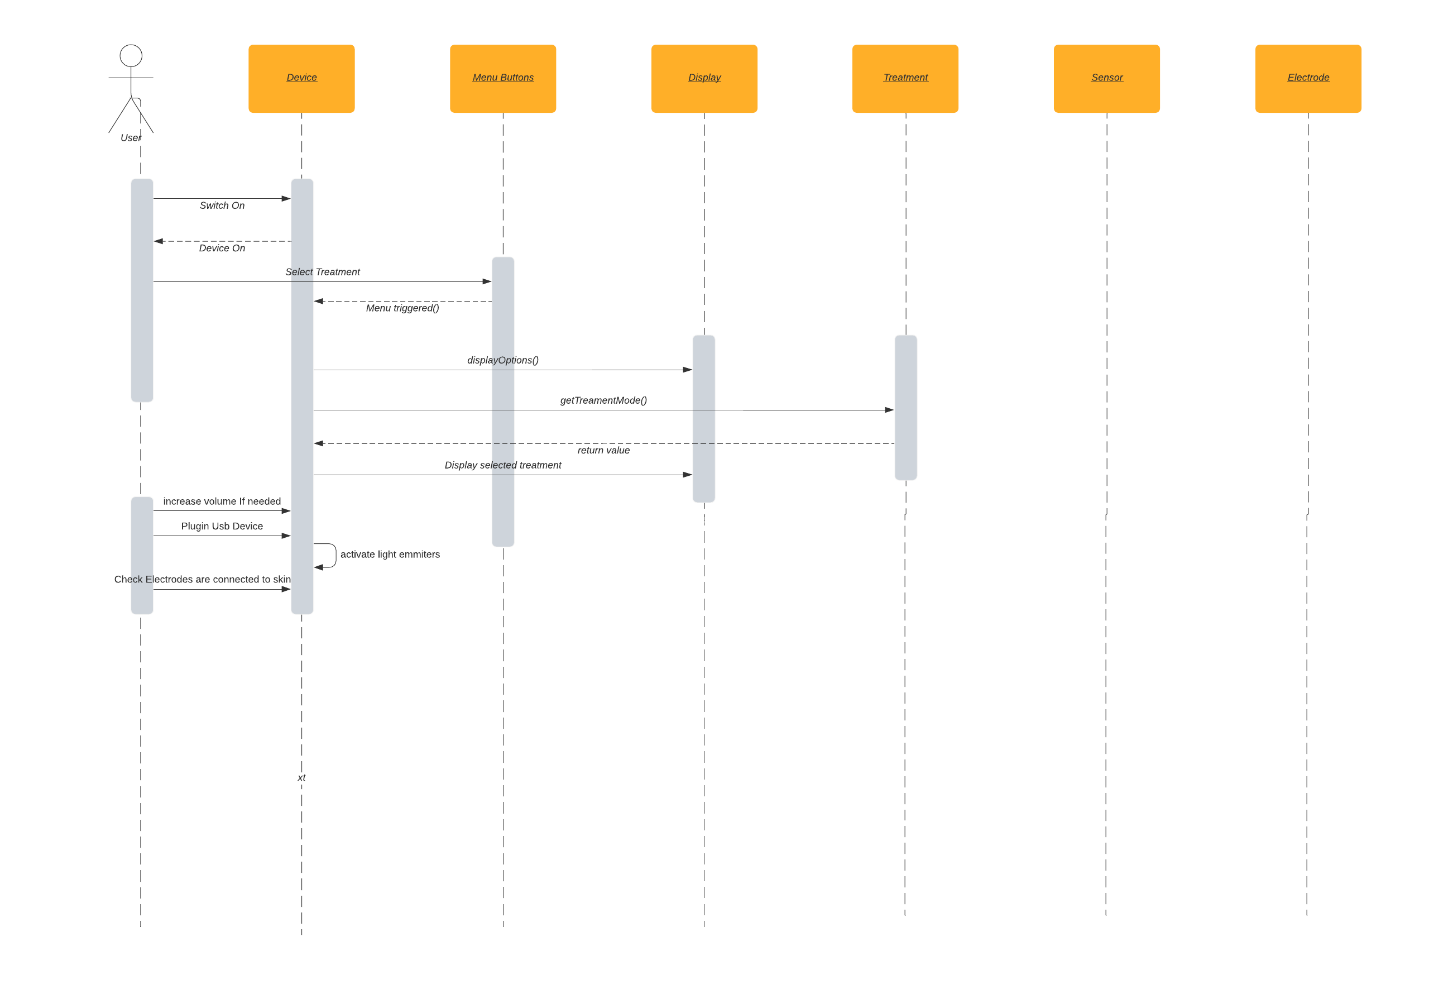 Device
Menu Buttons
Display
Treatment
Sensor
Electrode
User
Switch On
Device On
Select Treatment
Menu triggered()
displayOptions()
getTreamentMode()
return value
Display selected treatment
increase volume If needed
Plugin Usb Device
activate light emmiters
Check Electrodes are connected to skin
xt